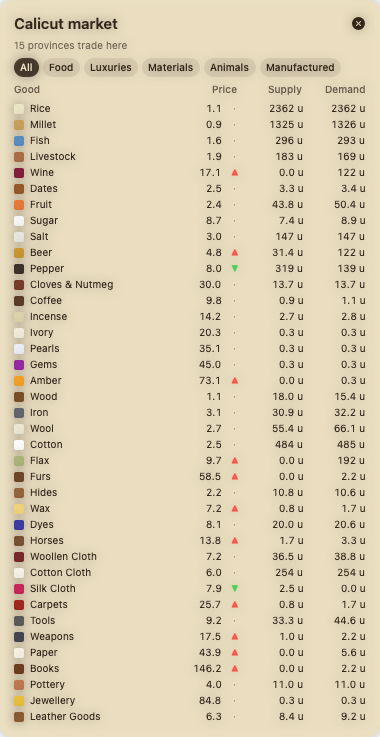 Calicut market
15 provinces trade here
All Food Luxuries Materials Animals Manufactured
Good Price Supply Demand
Rice 1.1 · 2362 u 2362 u
Millet 0.9 · 1325 u 1326 u
Fish 1.6 · 296 u 293 u
Livestock 1.9 · 183 u 169 u
Wine 17.1 ▲ 0.0 u 122 u
Dates 2.5 · 3.3 u 3.4 u
Fruit 2.4 · 43.8 u 50.4 u
Sugar 8.7 · 7.4 u 8.9 u
Salt 3.0 · 147 u 147 u
Beer 4.8 ▲ 31.4 u 122 u
Pepper 8.0 ▼ 319 u 139 u
Cloves & Nutmeg 30.0 · 13.7 u 13.7 u
Coffee 9.8 · 0.9 u 1.1 u
Incense 14.2 · 2.7 u 2.8 u
Ivory 20.3 · 0.3 u 0.3 u
Pearls 35.1 · 0.3 u 0.3 u
Gems 45.0 · 0.3 u 0.3 u
Amber 73.1 ▲ 0.0 u 0.3 u
Wood 1.1 · 18.0 u 15.4 u
Iron 3.1 · 30.9 u 32.2 u
Wool 2.7 · 55.4 u 66.1 u
Cotton 2.5 · 484 u 485 u
Flax 9.7 ▲ 0.0 u 192 u
Furs 58.5 ▲ 0.0 u 2.2 u
Hides 2.2 · 10.8 u 10.6 u
Wax 7.2 ▲ 0.8 u 1.7 u
Dyes 8.1 · 20.0 u 20.6 u
Horses 13.8 ▲ 1.7 u 3.3 u
Woollen Cloth 7.2 · 36.5 u 38.8 u
Cotton Cloth 6.0 · 254 u 254 u
Silk Cloth 7.9 ▼ 2.5 u 0.0 u
Carpets 25.7 ▲ 0.8 u 1.7 u
Tools 9.2 · 33.3 u 44.6 u
Weapons 17.5 ▲ 1.0 u 2.2 u
Paper 43.9 ▲ 0.0 u 5.6 u
Books 146.2 ▲ 0.0 u 2.2 u
Pottery 4.0 · 11.0 u 11.0 u
Jewellery 84.8 · 0.3 u 0.3 u
Leather Goods 6.3 · 8.4 u 9.2 u